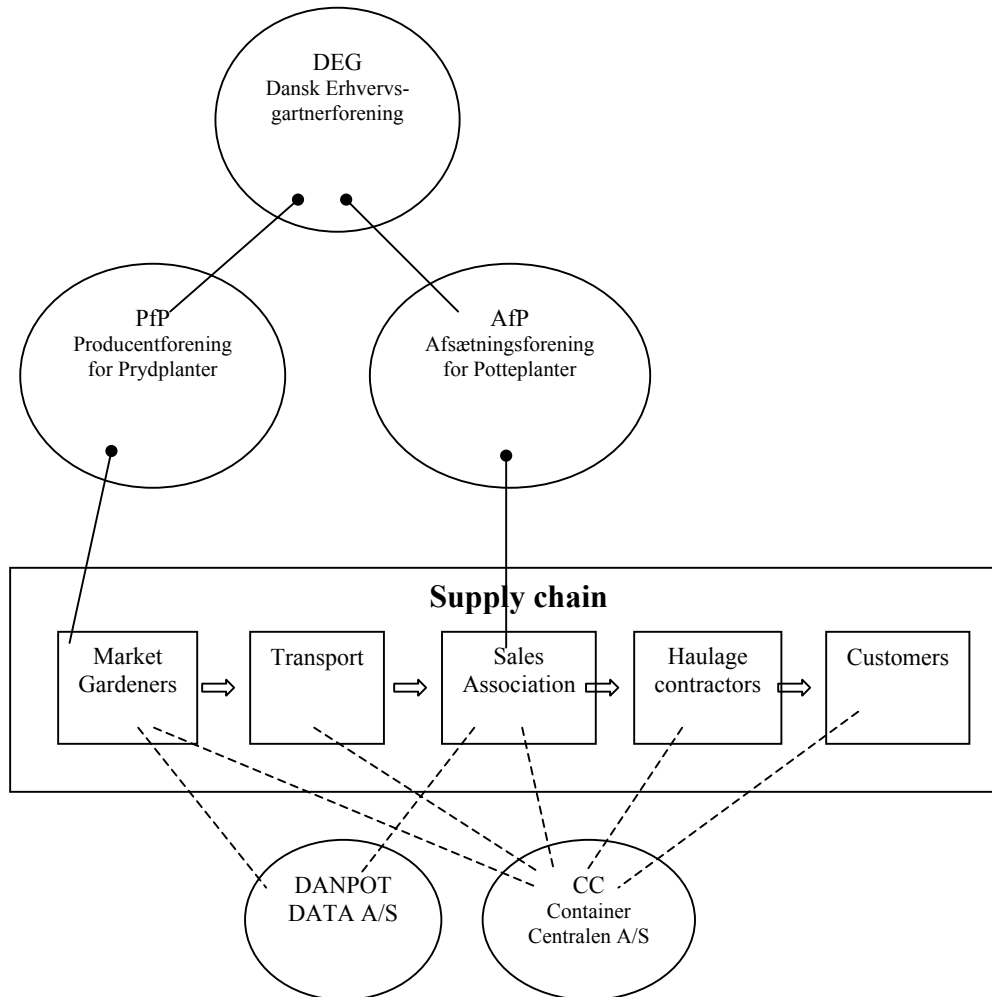 DEG
Dansk Erhvervs-
gartnerforening
PfP
Producentforening
for Prydplanter
AfP
Afsætningsforening
for Potteplanter
Supply chain
Market
Gardeners
Transport
Sales
Association
Haulage
contractors
Customers
DANPOT
DATA A/S
CC
Container
Centralen A/S